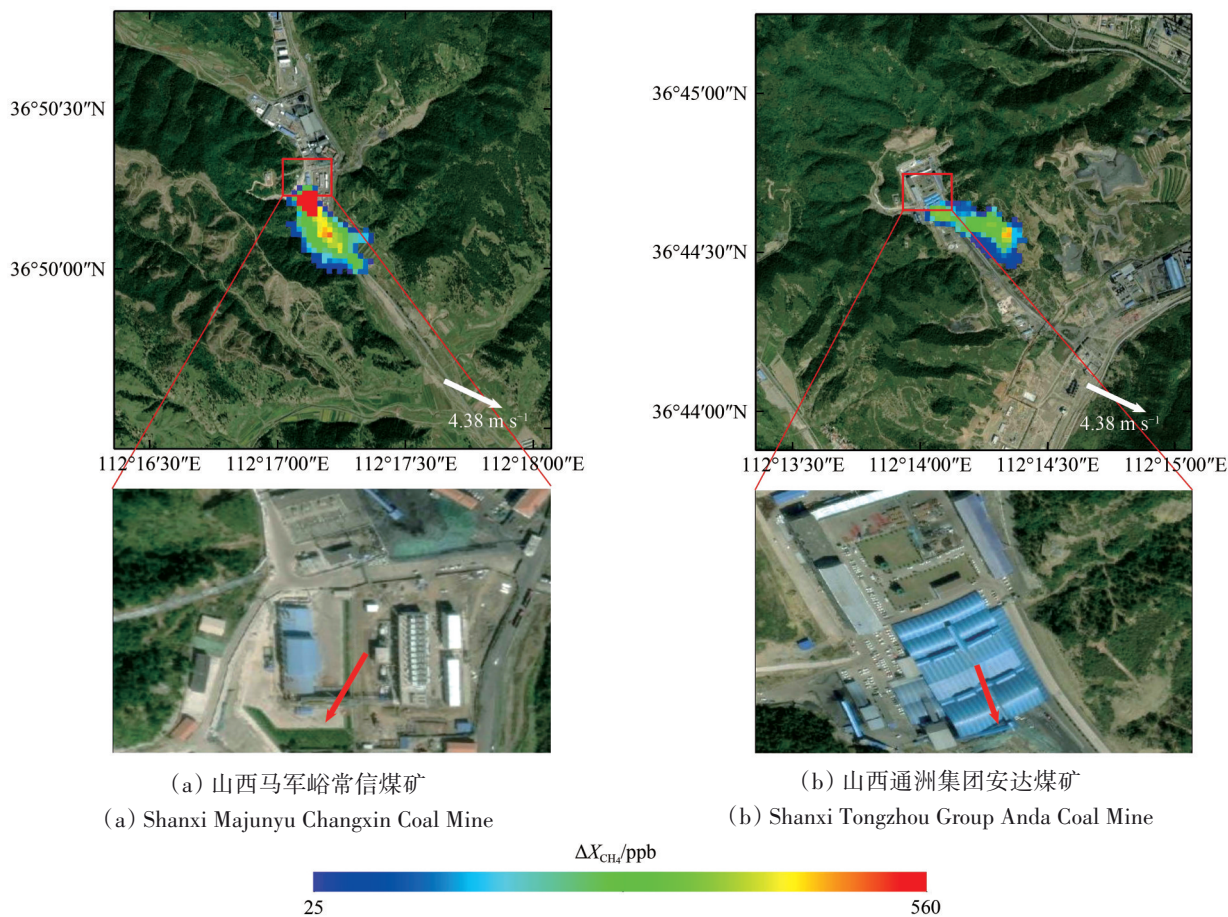 36°50′30″N
36°50′00″N
4.38 m s⁻¹
112°16′30″E 112°17′00″E 112°17′30″E 112°18′00″E
36°45′00″N
36°44′30″N
36°44′00″N
4.38 m s⁻¹
112°13′30″E 112°14′00″E 112°14′30″E 112°15′00″E
(a) 山西马军峪常信煤矿
(a) Shanxi Majunyu Changxin Coal Mine
(b) 山西通洲集团安达煤矿
(b) Shanxi Tongzhou Group Anda Coal Mine
ΔX_CH₄/ppb
25 560